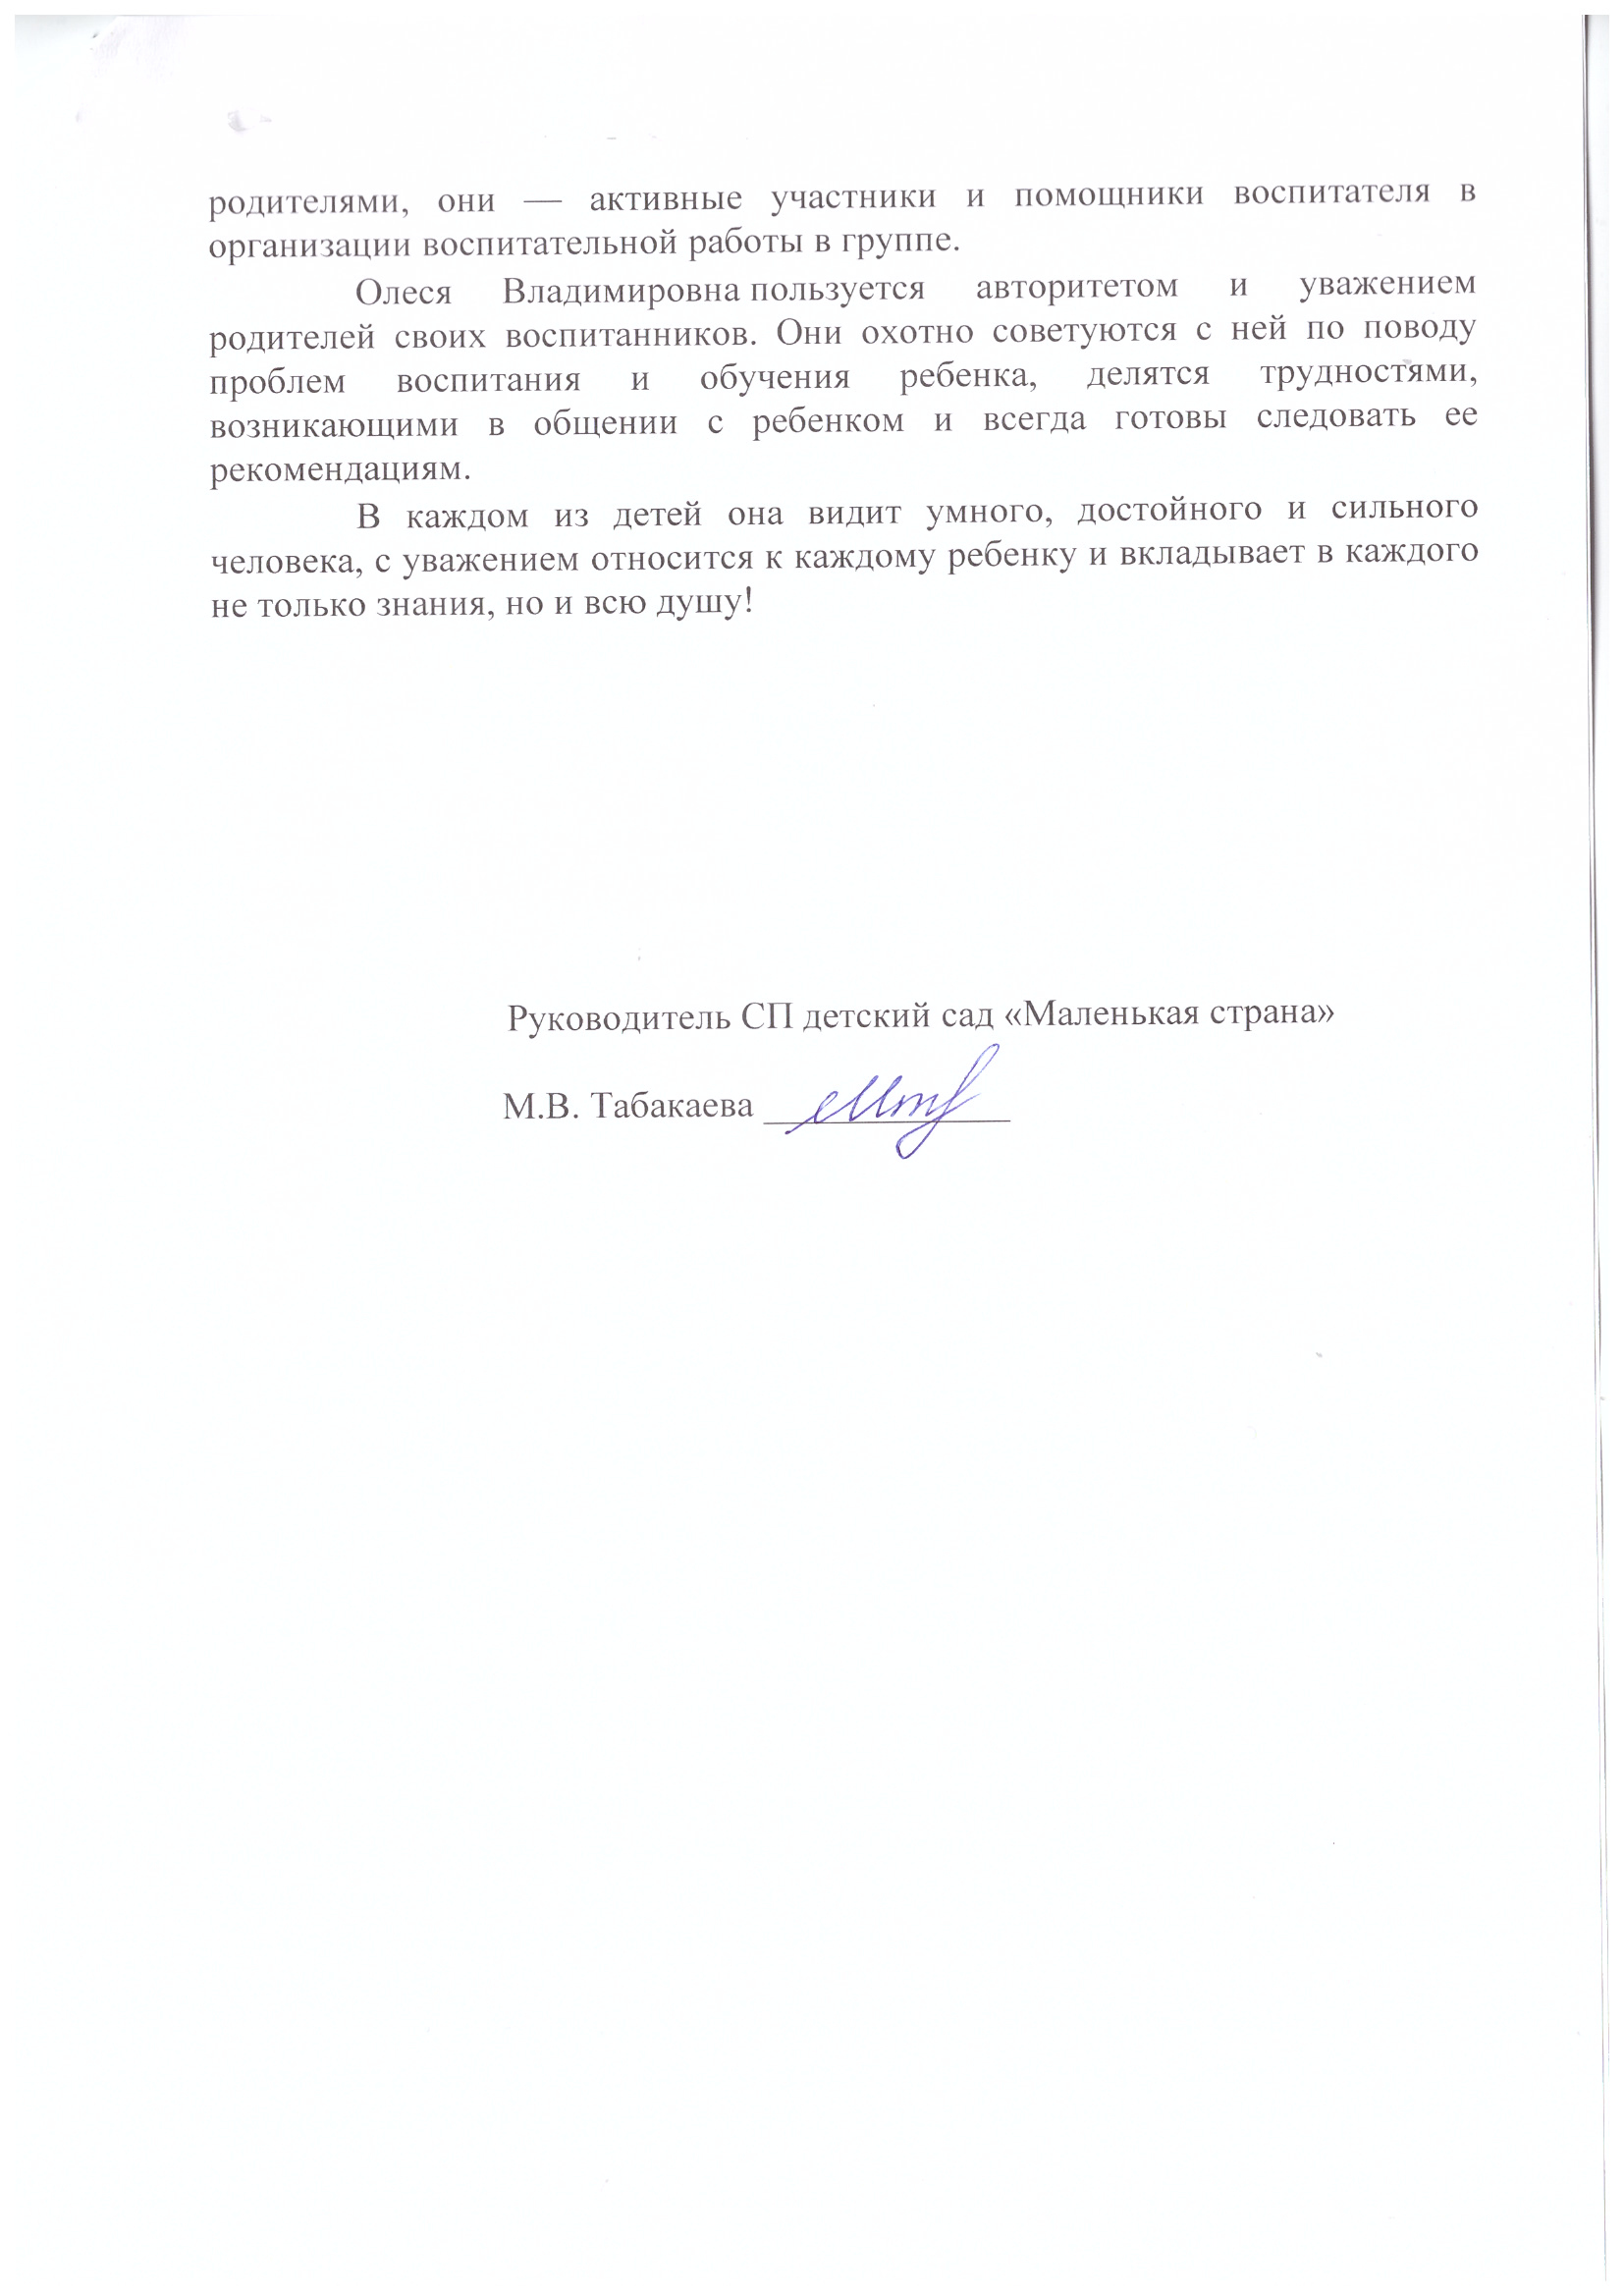 родителями, они — активные участники и помощники воспитателя в
организации воспитательной работы в группе.
Олеся Владимировна пользуется авторитетом и уважением
родителей своих воспитанников. Они охотно советуются с ней по поводу
проблем воспитания и обучения ребенка, делятся трудностями,
возникающими в общении с ребенком и всегда готовы следовать ее
рекомендациям.
В каждом из детей она видит умного, достойного и сильного
человека, с уважением относится к каждому ребенку и вкладывает в каждого
не только знания, но и всю душу!
Руководитель СП детский сад «Маленькая страна»
М.В. Табакаева